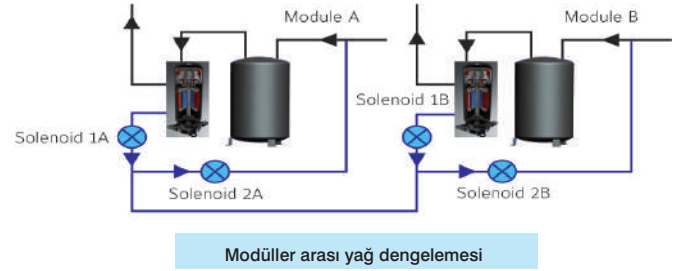 Module A
Module B
Solenoid 1A
Solenoid 1B
Solenoid 2A
Solenoid 2B
Modüller arası yağ dengelemesi